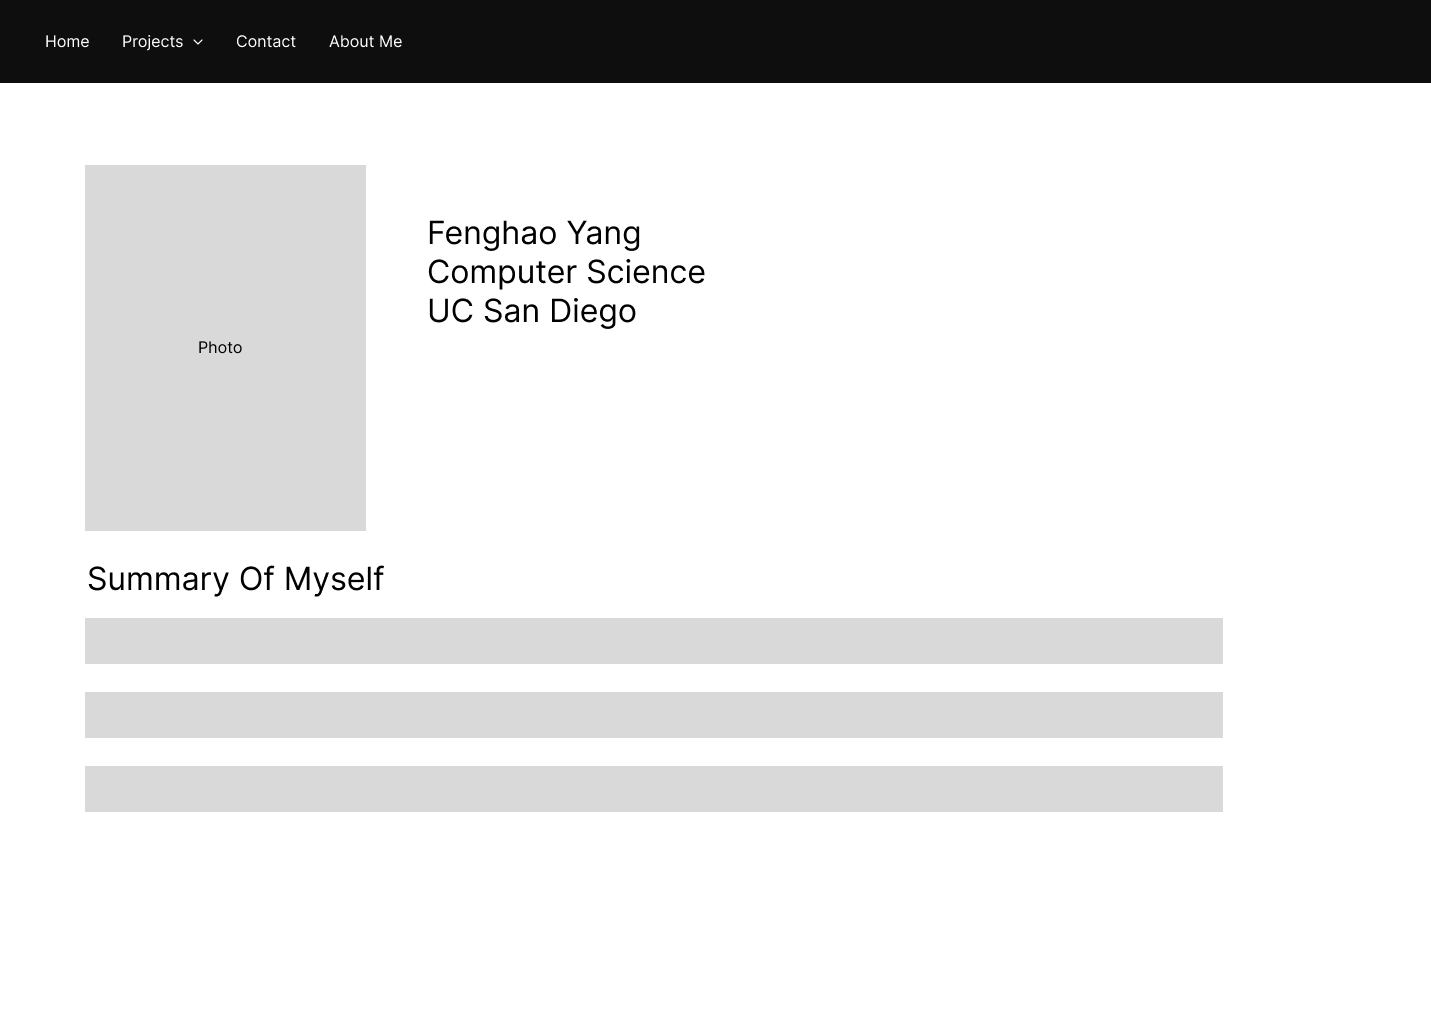 Home Projects Contact About Me
Photo
Fenghao Yang
Computer Science
UC San Diego
Summary Of Myself